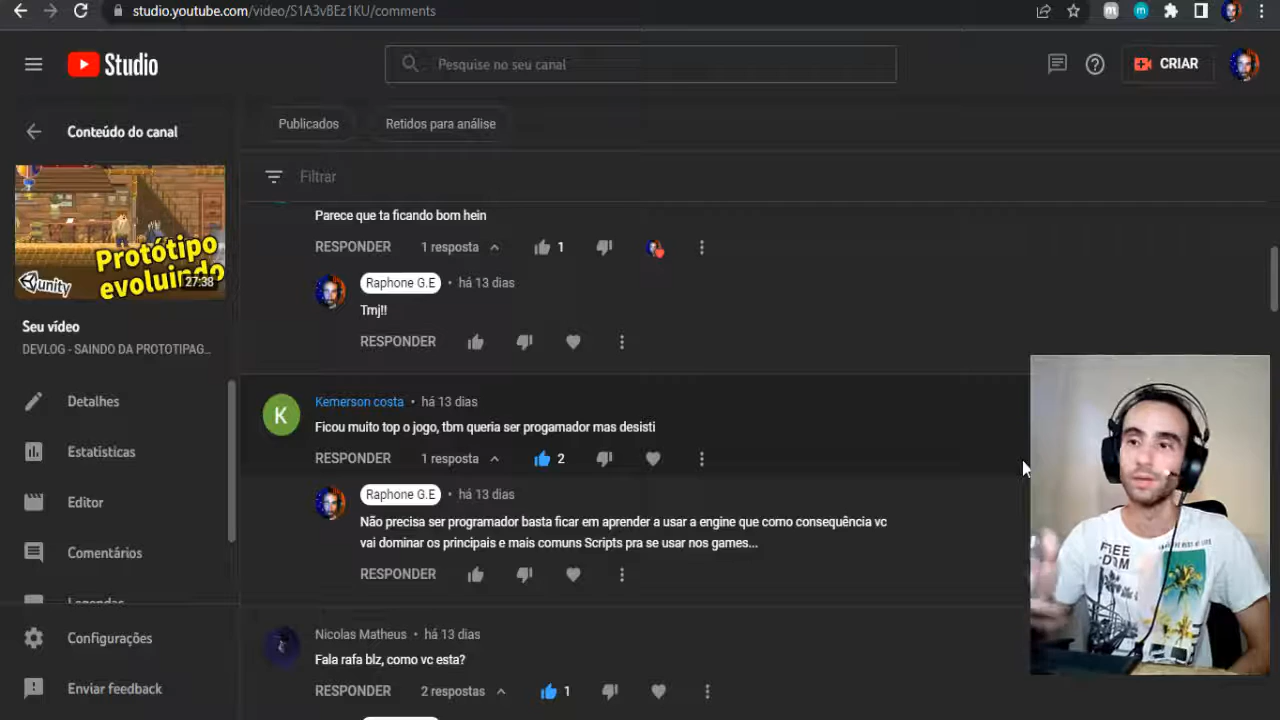 studio.youtube.com/video/S1A3vBEz1KU/comments
Studio
Pesquise no seu canal
CRIAR
Conteúdo do canal
Publicados
Retidos para análise
Filtrar
Protótipo
evoluindo
unity
27:38
Seu vídeo
DEVLOG - SAINDO DA PROTOTIPAG...
Detalhes
Estatísticas
Editor
Comentários
Legendas
Configurações
Enviar feedback
Parece que ta ficando bom hein
RESPONDER 1 resposta 1
Raphone G.E • há 13 dias
Tmj!!
RESPONDER
K
Kemerson costa • há 13 dias
Ficou muito top o jogo, tbm queria ser progamador mas desisti
RESPONDER 1 resposta 2
Raphone G.E • há 13 dias
Não precisa ser programador basta ficar em aprender a usar a engine que como consequência vc
vai dominar os principais e mais comuns Scripts pra se usar nos games...
RESPONDER
Nicolas Matheus • há 13 dias
Fala rafa blz, como vc esta?
RESPONDER 2 respostas 1
FREE